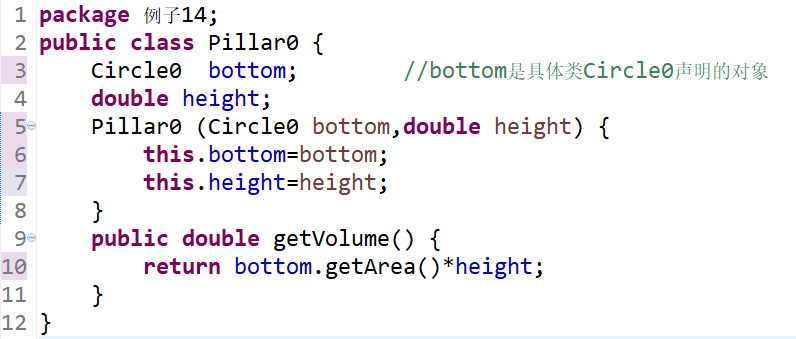 1 package 例子14;
2 public class Pillar0 {
3     Circle0  bottom;        //bottom是具体类Circle0声明的对象
4     double height;
5     Pillar0 (Circle0 bottom,double height) {
6         this.bottom=bottom;
7         this.height=height;
8     }
9     public double getVolume() {
10         return bottom.getArea()*height;
11     }
12 }